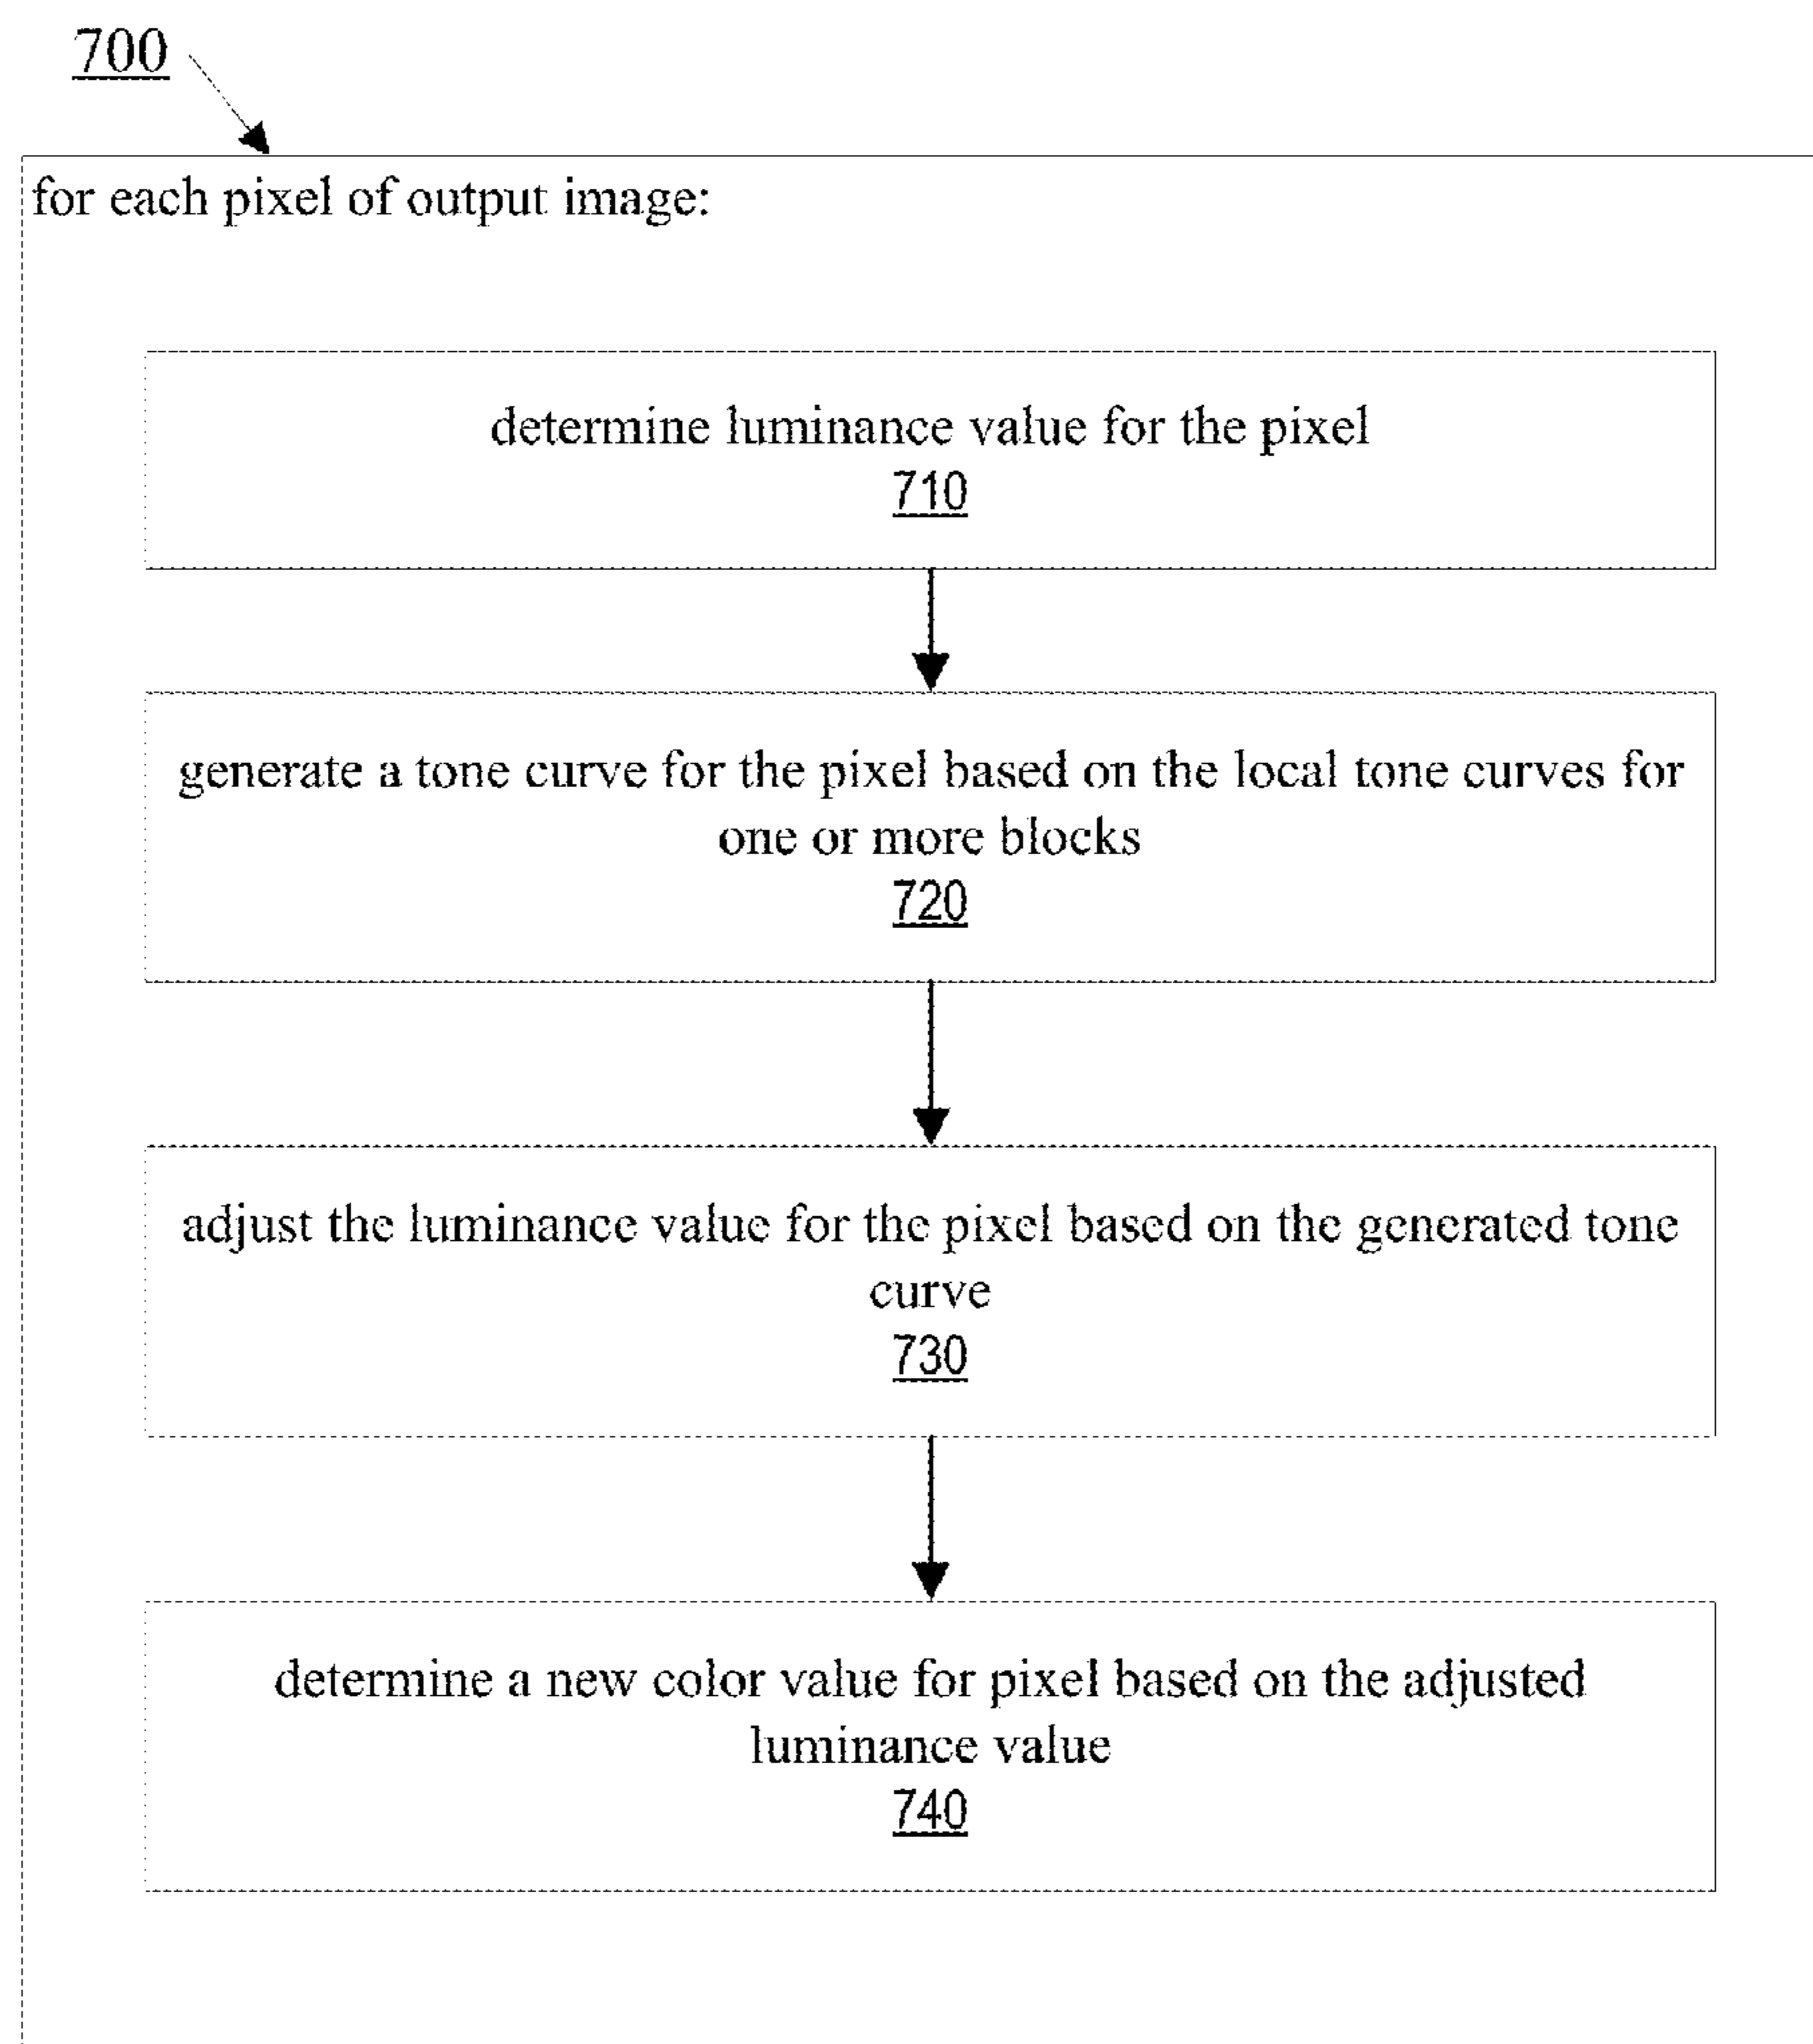 700
for each pixel of output image:
determine luminance value for the pixel
710
generate a tone curve for the pixel based on the local tone curves for
one or more blocks
720
adjust the luminance value for the pixel based on the generated tone
curve
730
determine a new color value for pixel based on the adjusted
luminance value
740